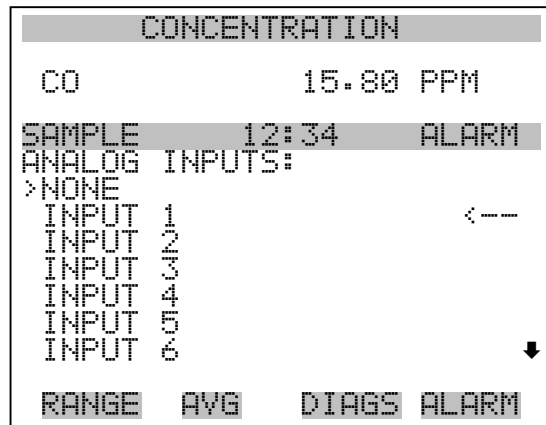 CONCENTRATION
CO 15.80 PPM
SAMPLE 12:34 ALARM
ANALOG INPUTS:
>NONE
INPUT 1 <--
INPUT 2
INPUT 3
INPUT 4
INPUT 5
INPUT 6
RANGE AVG DIAGS ALARM